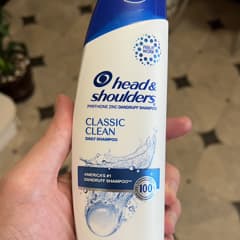 head&
shoulders
PYRITHIONE ZINC DANDRUFF SHAMPOO
CLASSIC
CLEAN
DAILY SHAMPOO
AMERICA'S #1
DANDRUFF SHAMPOO
100